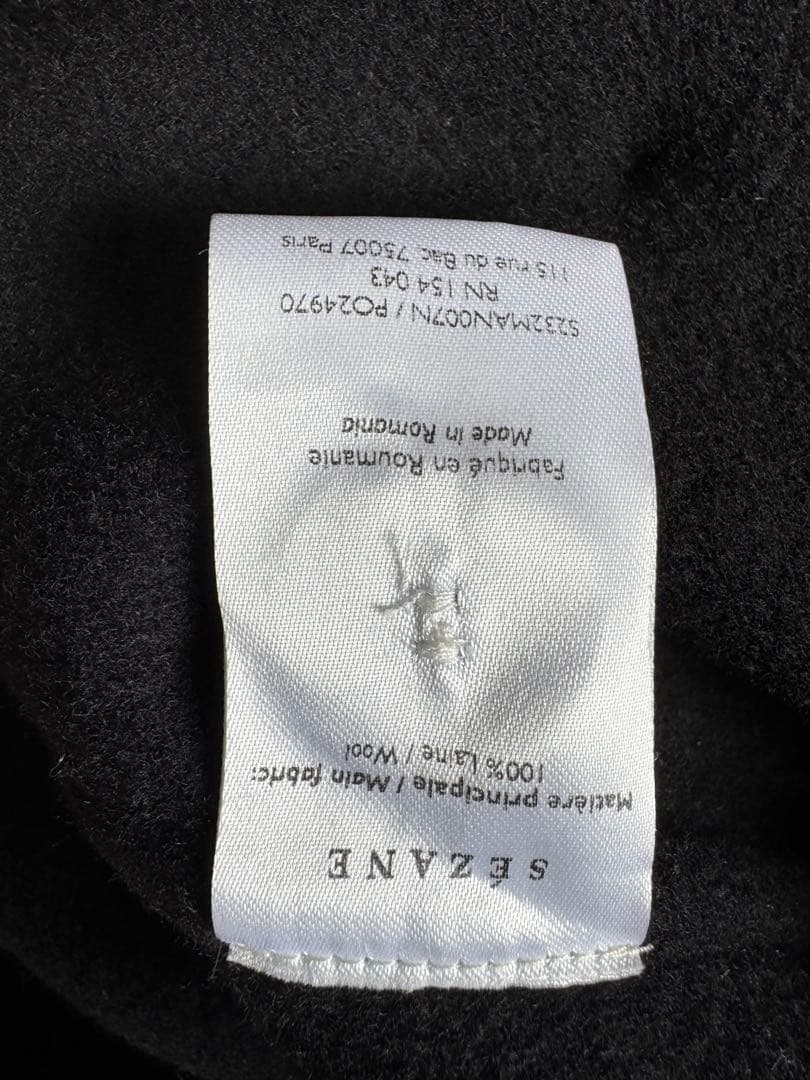 SÉZANE
Matière principale / Main fabric:
100% Laine / Wool
Fabriqué en Roumanie
Made in Romania
S232MAN007N / PO24970
RN 154 043
115 rue du Bac 75007 Paris